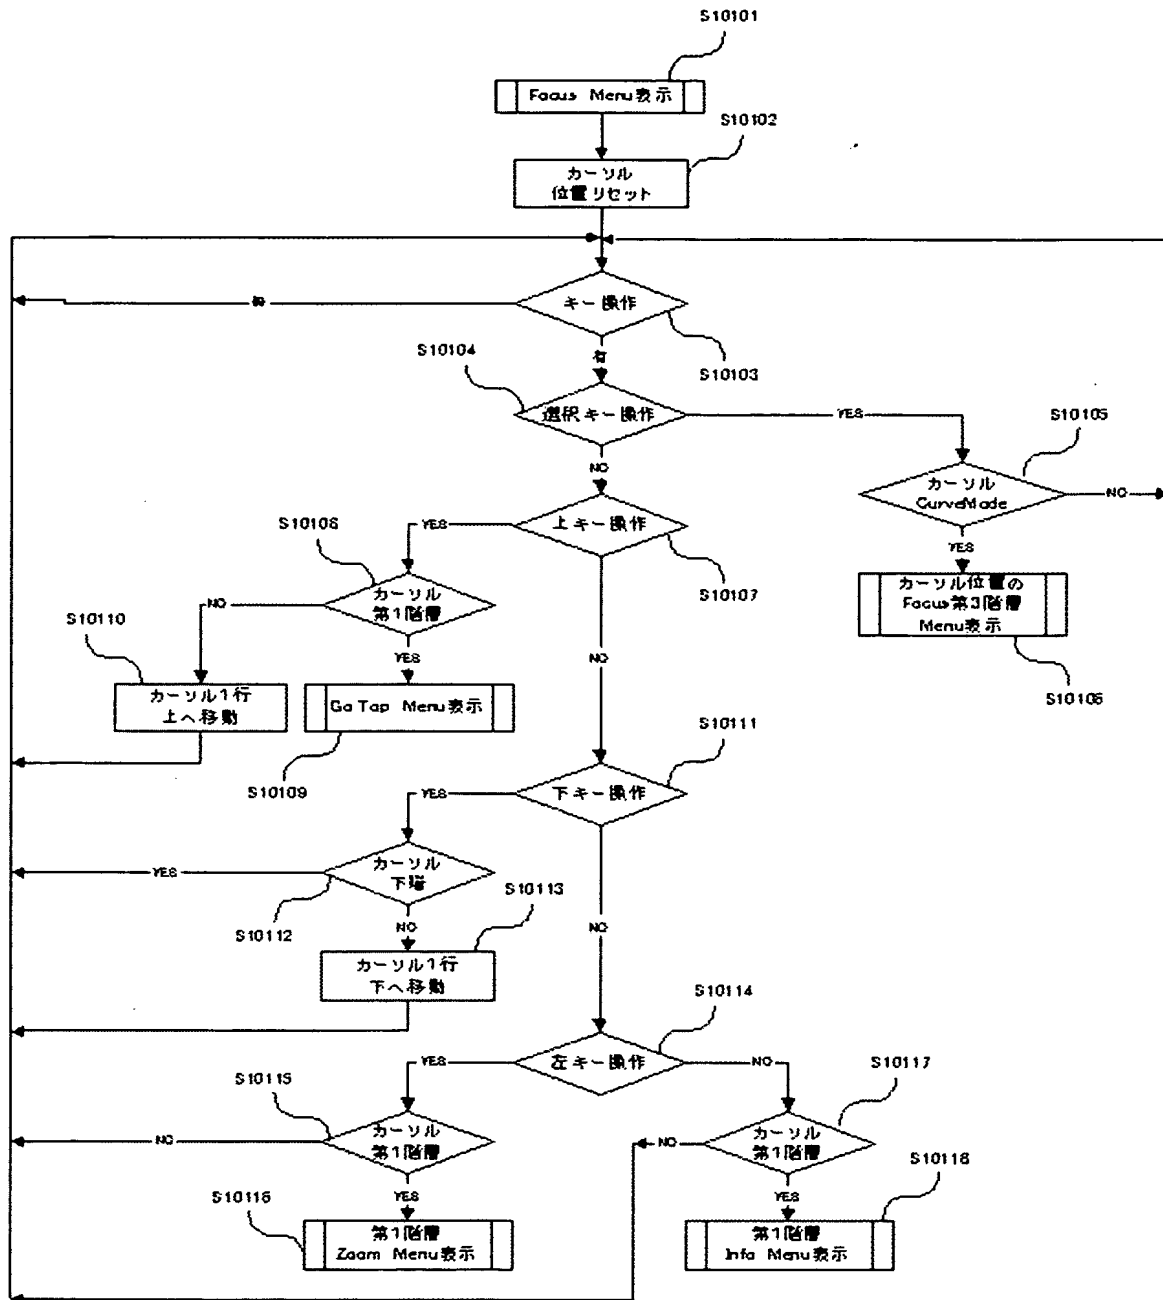 S10101
Focus Menu表示
S10102
カーソル
位置リセット
キー操作
無
S10103
有
S10104
選択キー操作
YES
S10105
カーソル
CurveMode
NO
NO
YES
上キー操作
YES
S10107
S10108
カーソル
第1階層
NO
カーソル位置の
Focus第3階層
Menu表示
S10106
S10110
カーソル1行
上へ移動
YES
Go Top Menu表示
S10109
NO
S10111
下キー操作
YES
カーソル
下端
YES
S10112
NO
S10113
カーソル1行
下へ移動
NO
S10114
左キー操作
YES
NO
S10115
カーソル
第1階層
NO
S10117
カーソル
第1階層
NO
YES
S10116
第1階層
Zoom Menu表示
YES
S10118
第1階層
Info Menu表示